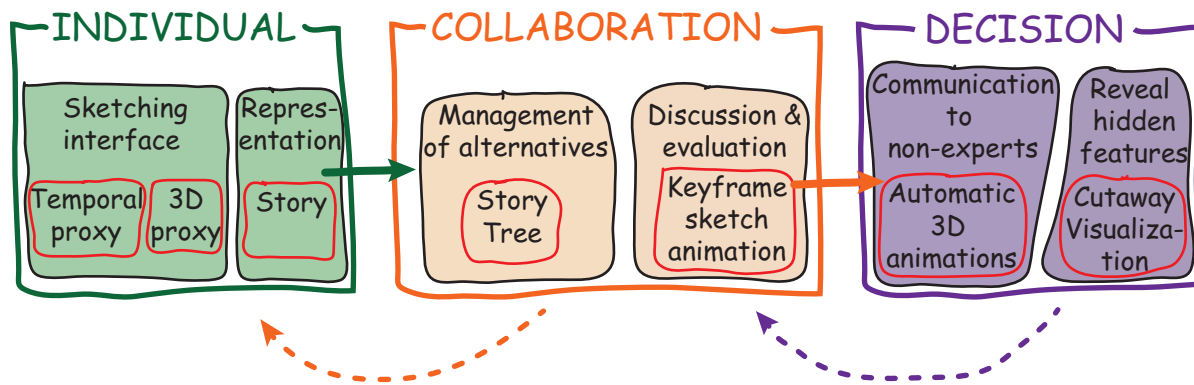 INDIVIDUAL
Sketching
interface
Temporal
proxy
3D
proxy
Repres-
entation
Story
COLLABORATION
Management
of alternatives
Story
Tree
Discussion &
evaluation
Keyframe
sketch
animation
DECISION
Communication
to
non-experts
Automatic
3D
animations
Reveal
hidden
features
Cutaway
Visualiza-
tion